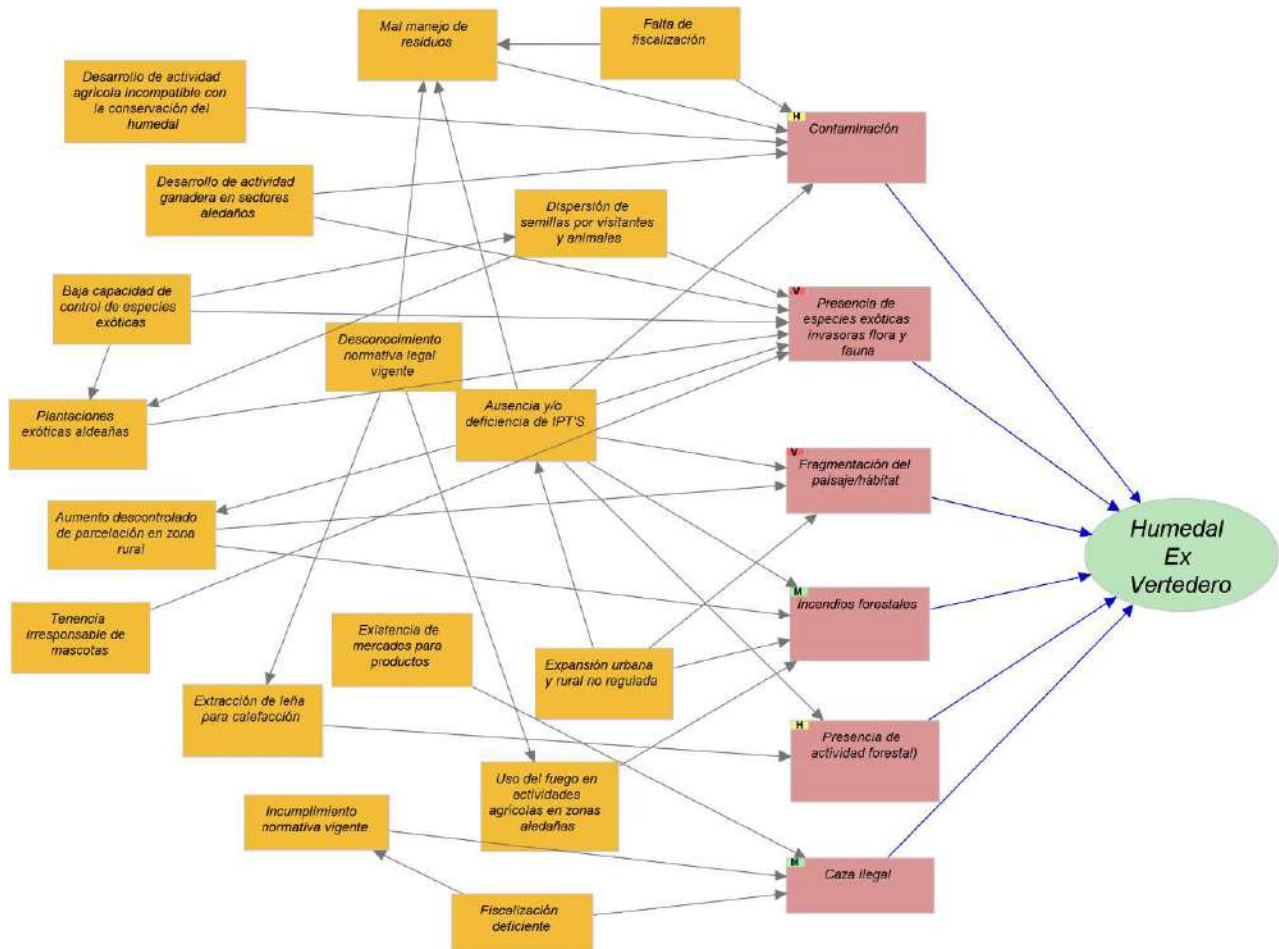 Mal manejo de
residuos
Falta de
fiscalización
Desarrollo de actividad
agrícola incompatible con
la conservación del
humedal
H
Contaminación
Desarrollo de actividad
ganadera en sectores
aledaños
Dispersión de
semillas por visitantes
y animales
Baja capacidad de
control de especies
exóticas
V
Presencia de
especies exóticas
invasoras flora y
fauna
Desconocimiento
normativa legal
vigente
Plantaciones
exóticas aldeañas
Ausencia y/o
deficiencia de IPT'S
V
Fragmentación del
paisaje/hábitat
Aumento descontrolado
de parcelación en zona
rural
Humedal
Ex
Vertedero
M
Incendios forestales
Tenencia
irresponsable de
mascotas
Existencia de
mercados para
productos
Expansión urbana
y rural no regulada
Extracción de leña
para calefacción
H
Presencia de
actividad forestal)
Uso del fuego en
actividades
agrícolas en zonas
aledañas
Incumplimiento
normativa vigente
M
Caza ilegal
Fiscalización
deficiente